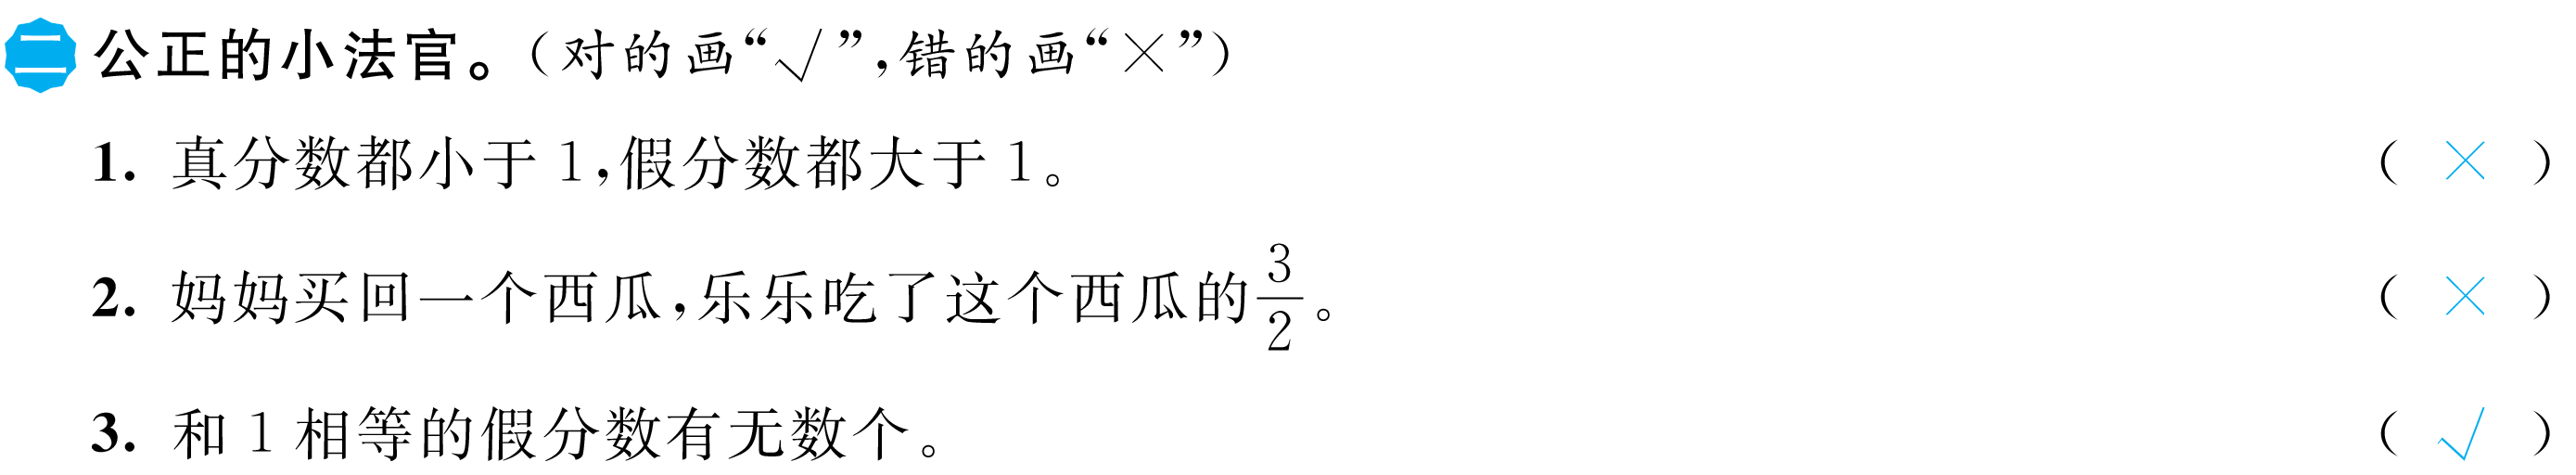 二 公正的小法官。(对的画“√”,错的画“×”)
1. 真分数都小于 1,假分数都大于 1。 ( × )
2. 妈妈买回一个西瓜,乐乐吃了这个西瓜的3/2。 ( × )
3. 和 1 相等的假分数有无数个。 ( √ )